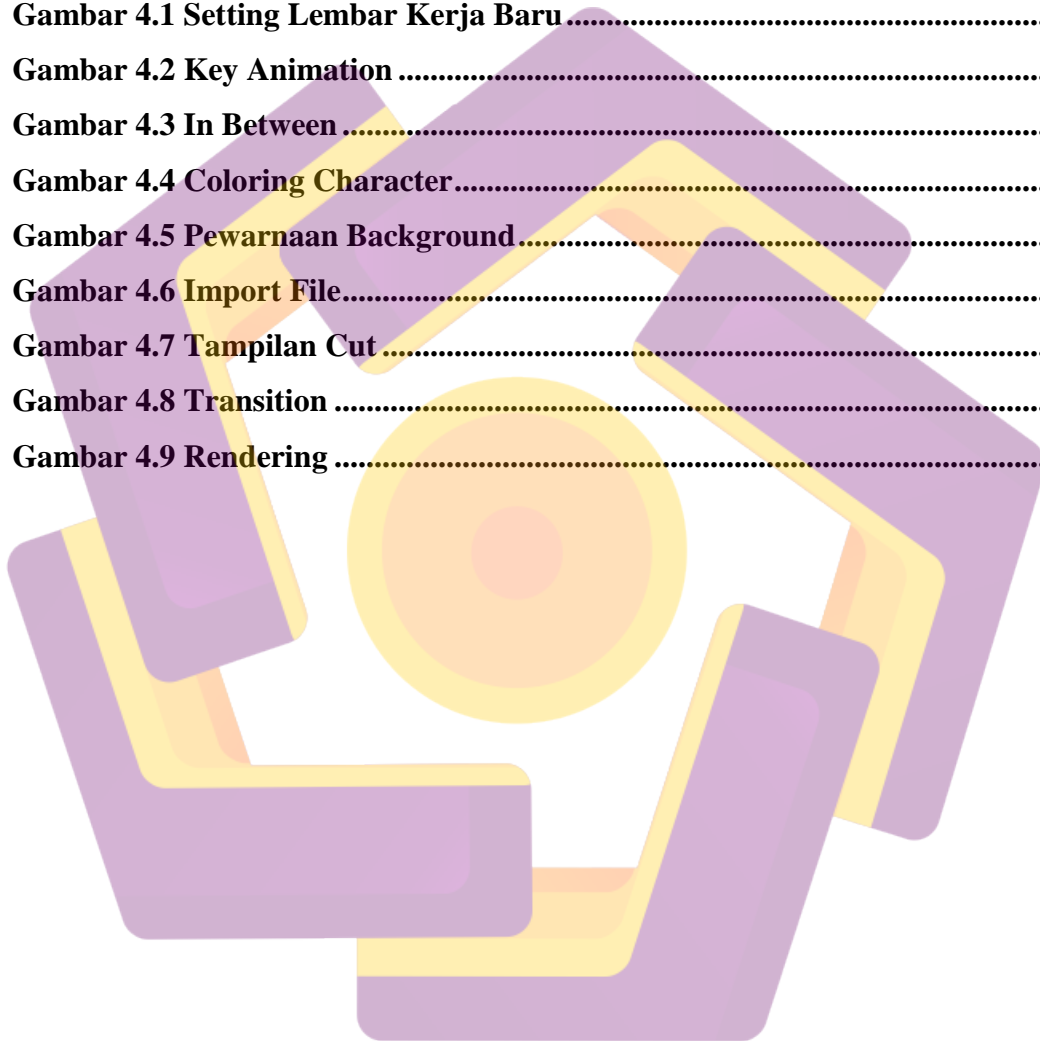 Gambar 4.1 Setting Lembar Kerja Baru ..............................................................
Gambar 4.2 Key Animation ..................................................................................
Gambar 4.3 In Between .........................................................................................
Gambar 4.4 Coloring Character...........................................................................
Gambar 4.5 Pewarnaan Background...................................................................
Gambar 4.6 Import File.........................................................................................
Gambar 4.7 Tampilan Cut ....................................................................................
Gambar 4.8 Transition ..........................................................................................
Gambar 4.9 Rendering ..........................................................................................